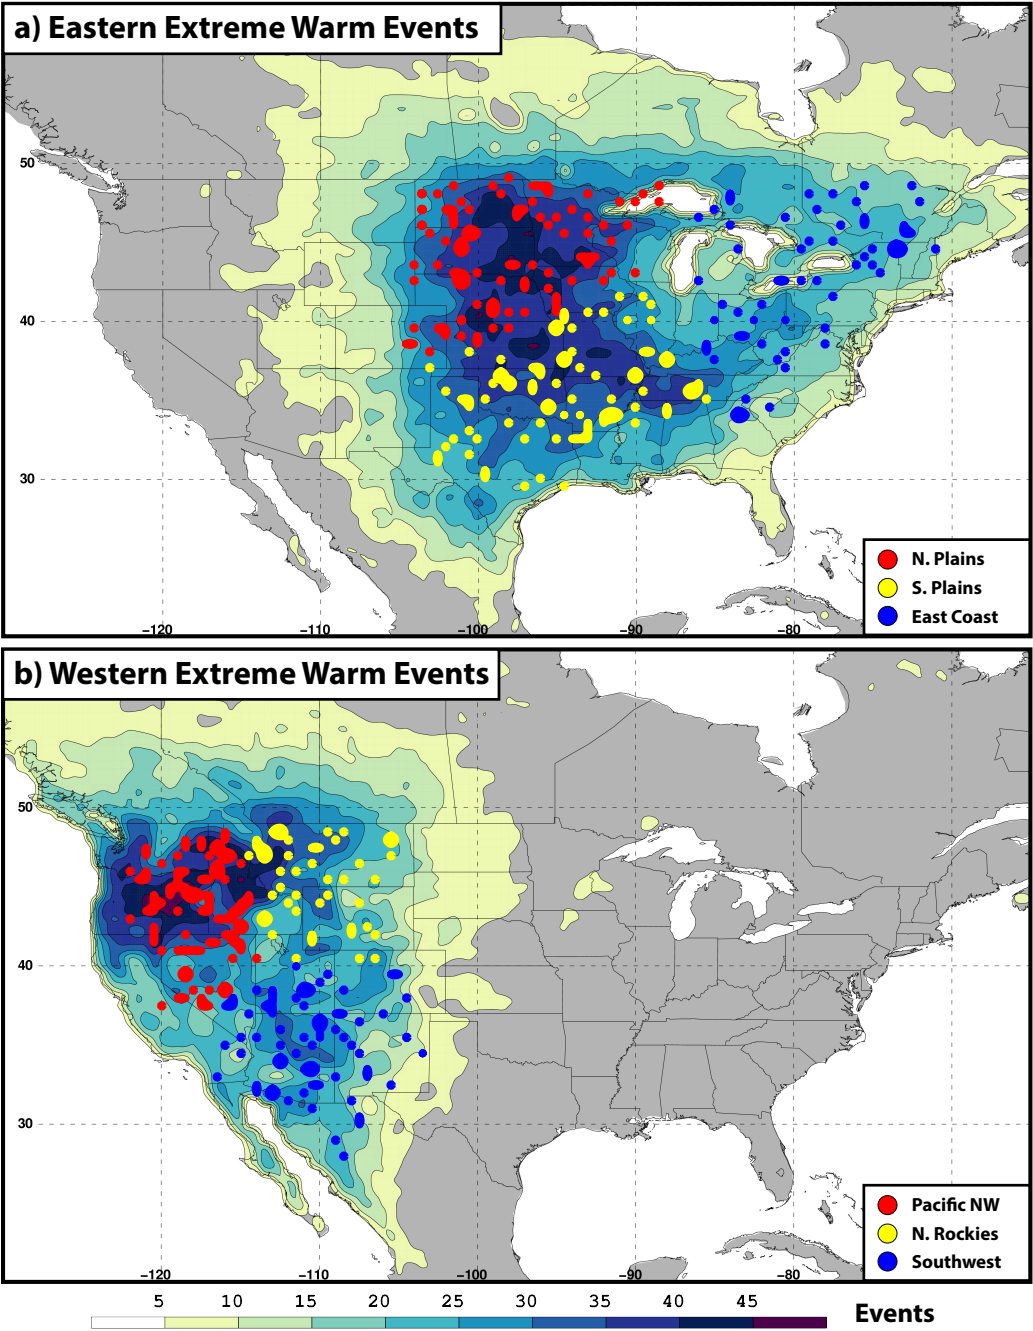 a) Eastern Extreme Warm Events
50
40
30
N. Plains
S. Plains
East Coast
−120 −110 −100 −90 −80
b) Western Extreme Warm Events
50
40
30
Pacific NW
N. Rockies
Southwest
−120 −110 −100 −90 −80
5 10 15 20 25 30 35 40 45
Events